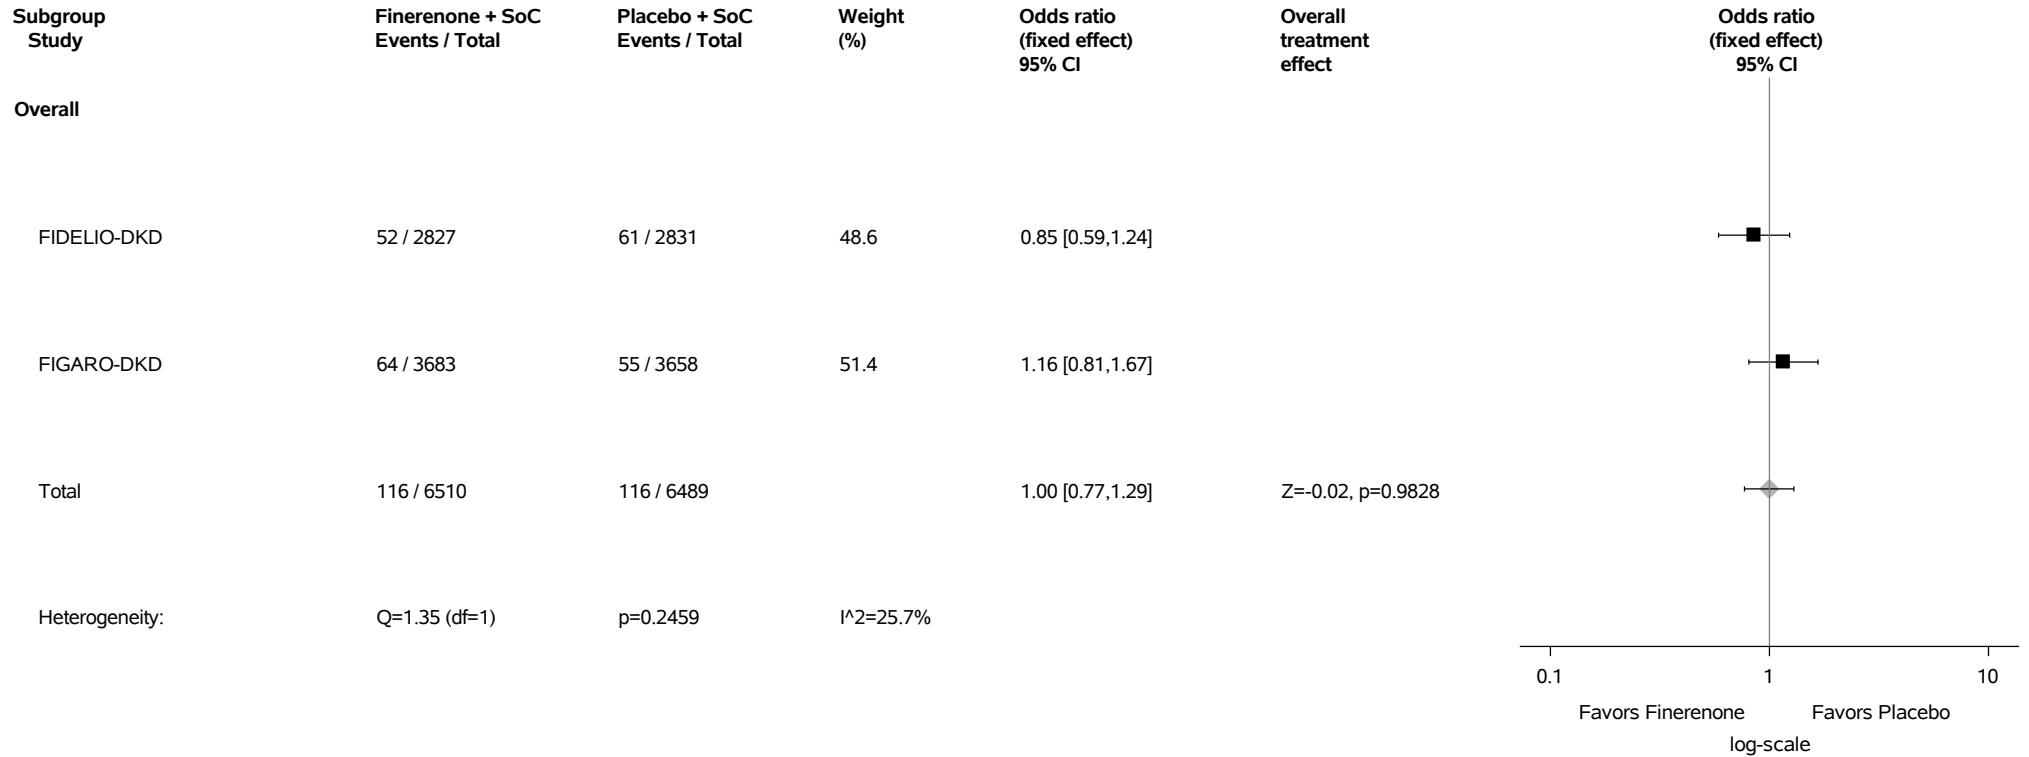 Subgroup Finerenone + SoC Placebo + SoC Weight Odds ratio Overall Odds ratio
Study Events / Total Events / Total (%) (fixed effect) treatment (fixed effect)
95% CI effect 95% CI
Overall
FIDELIO-DKD 52 / 2827 61 / 2831 48.6 0.85 [0.59,1.24]
FIGARO-DKD 64 / 3683 55 / 3658 51.4 1.16 [0.81,1.67]
Total 116 / 6510 116 / 6489 1.00 [0.77,1.29] Z=-0.02, p=0.9828
Heterogeneity: Q=1.35 (df=1) p=0.2459 I^2=25.7%
0.1 1 10
Favors Finerenone Favors Placebo
log-scale